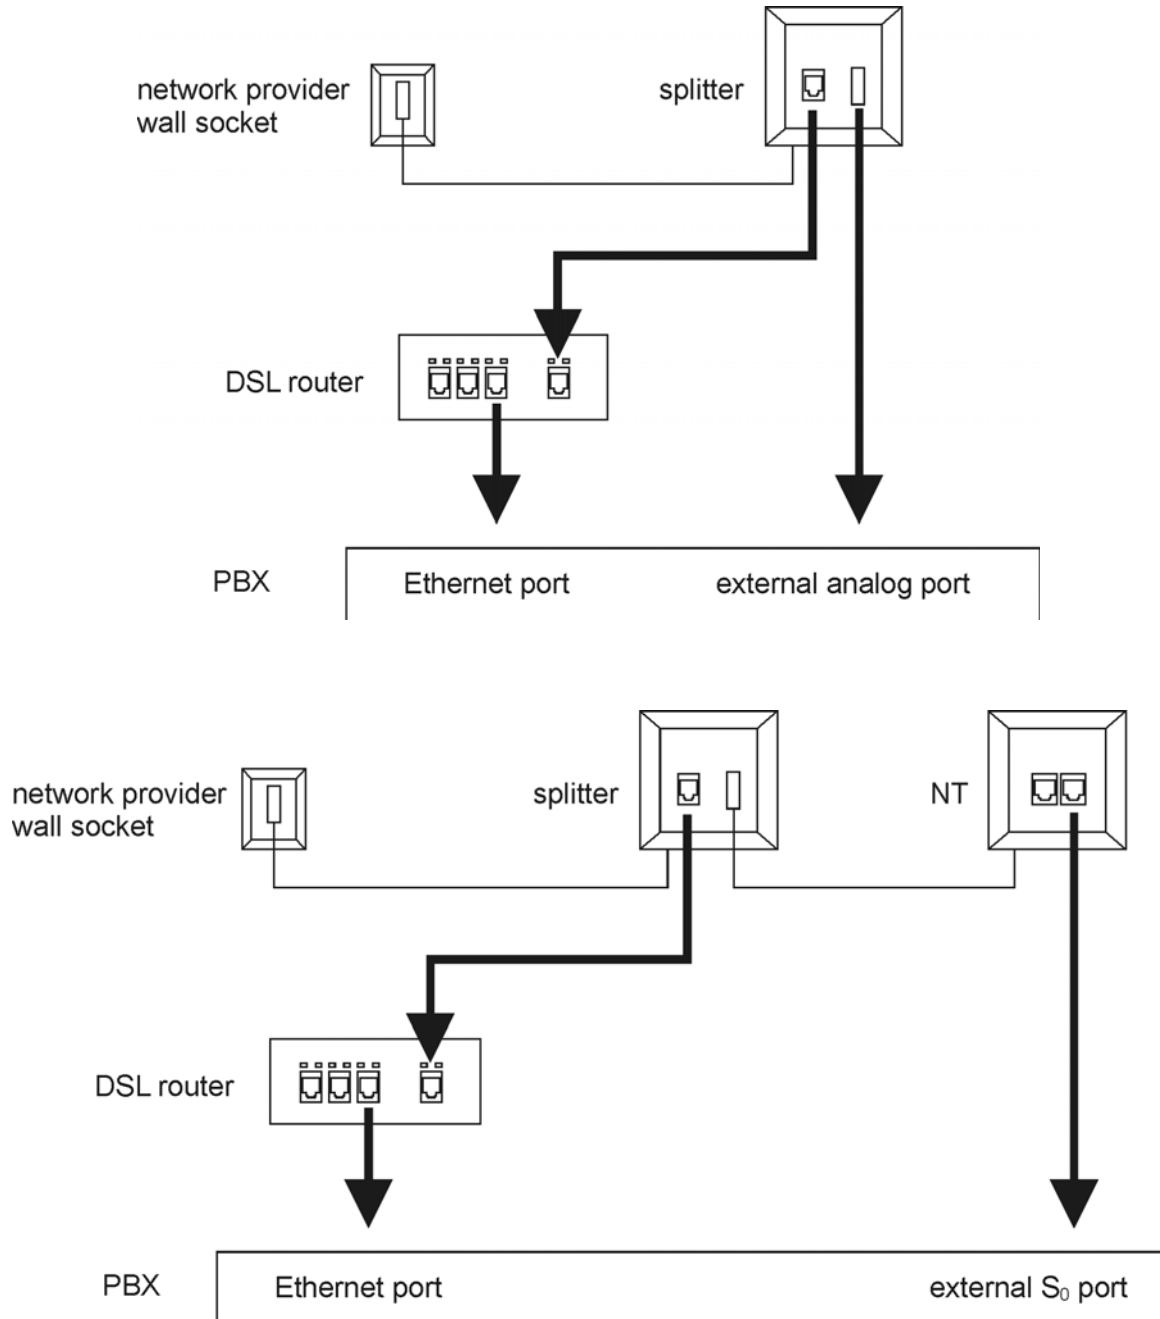 network provider
wall socket
splitter
DSL router
PBX
Ethernet port
external analog port
network provider
wall socket
splitter
NT
DSL router
PBX
Ethernet port
external S₀ port